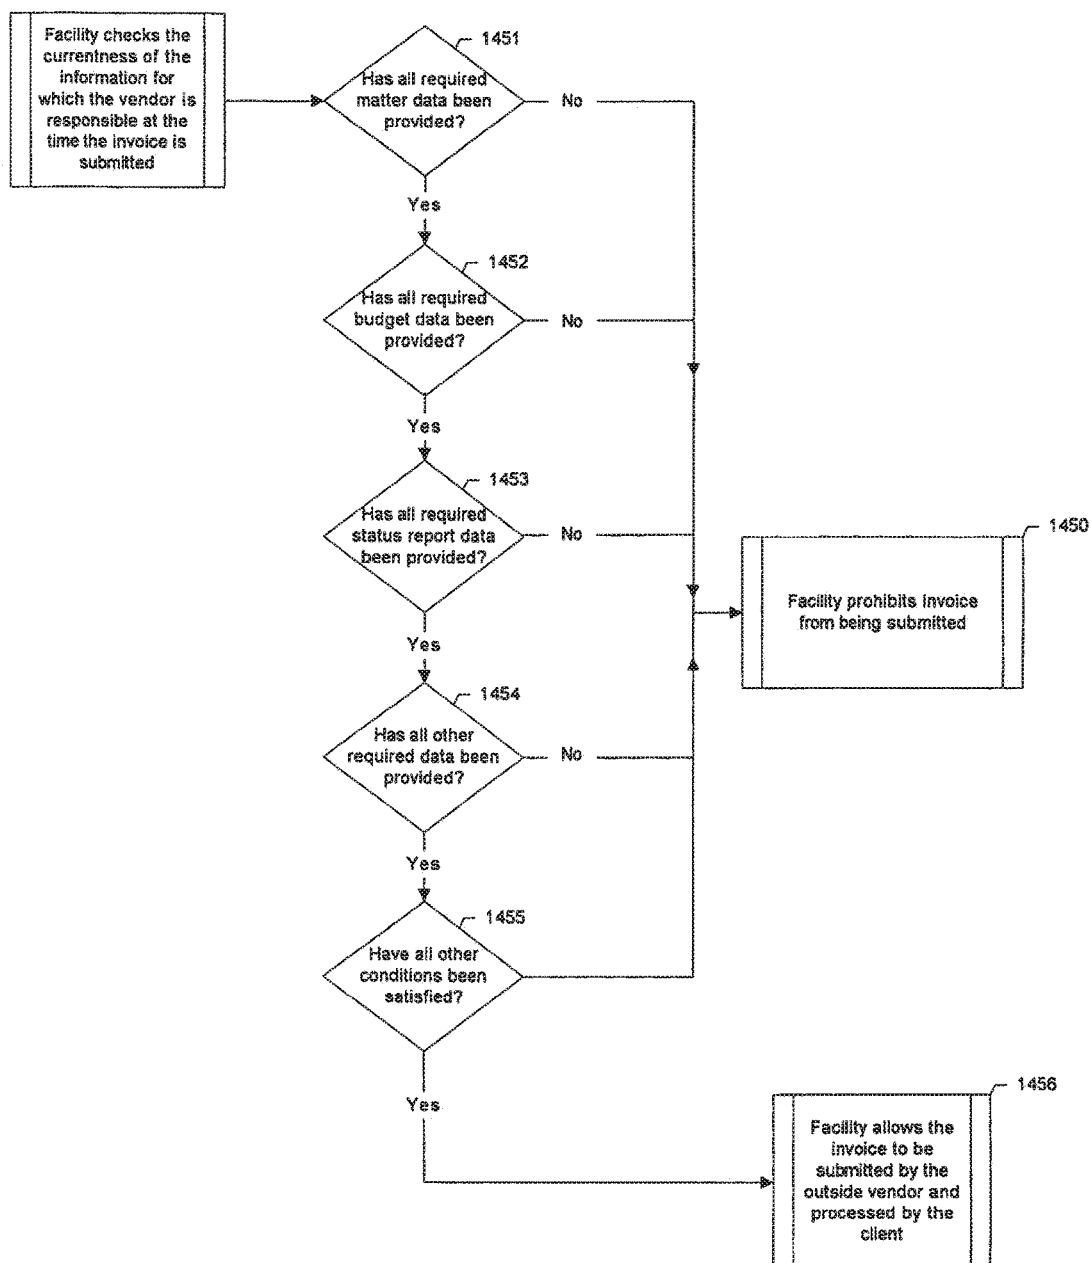 Facility checks the
currentness of the
information for
which the vendor is
responsible at the
time the invoice is
submitted
1451
Has all required
matter data been
provided?
No
Yes
1452
Has all required
budget data been
provided?
No
Yes
1453
Has all required
status report data
been provided?
No
Yes
1450
Facility prohibits invoice
from being submitted
1454
Has all other
required data been
provided?
No
Yes
1455
Have all other
conditions been
satisfied?
Yes
1456
Facility allows the
invoice to be
submitted by the
outside vendor and
processed by the
client